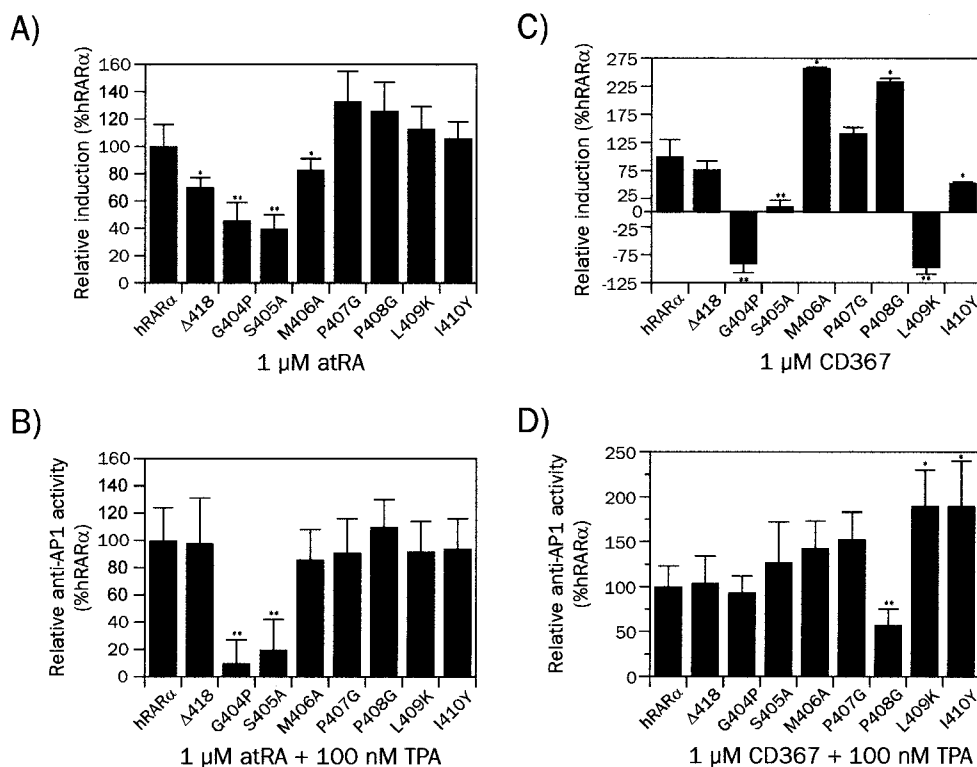 A)
Relative induction (%hRARα)
160
140
120
100
80
60
40
20
0
*
**
**
*
hRARα
Δ418
G404P
S405A
M406A
P407G
P408G
L409K
I410Y
1 µM atRA
C)
Relative induction (%hRARα)
275
225
175
125
75
25
0
-25
-75
-125
**
**
*
*
**
*
hRARα
Δ418
G404P
S405A
M406A
P407G
P408G
L409K
I410Y
1 µM CD367
B)
Relative anti-AP1 activity
(%hRARα)
160
140
120
100
80
60
40
20
0
**
**
hRARα
Δ418
G404P
S405A
M406A
P407G
P408G
L409K
I410Y
1 µM atRA + 100 nM TPA
D)
Relative anti-AP1 activity
(%hRARα)
250
200
150
100
50
0
**
*
*
hRARα
Δ418
G404P
S405A
M406A
P407G
P408G
L409K
I410Y
1 µM CD367 + 100 nM TPA